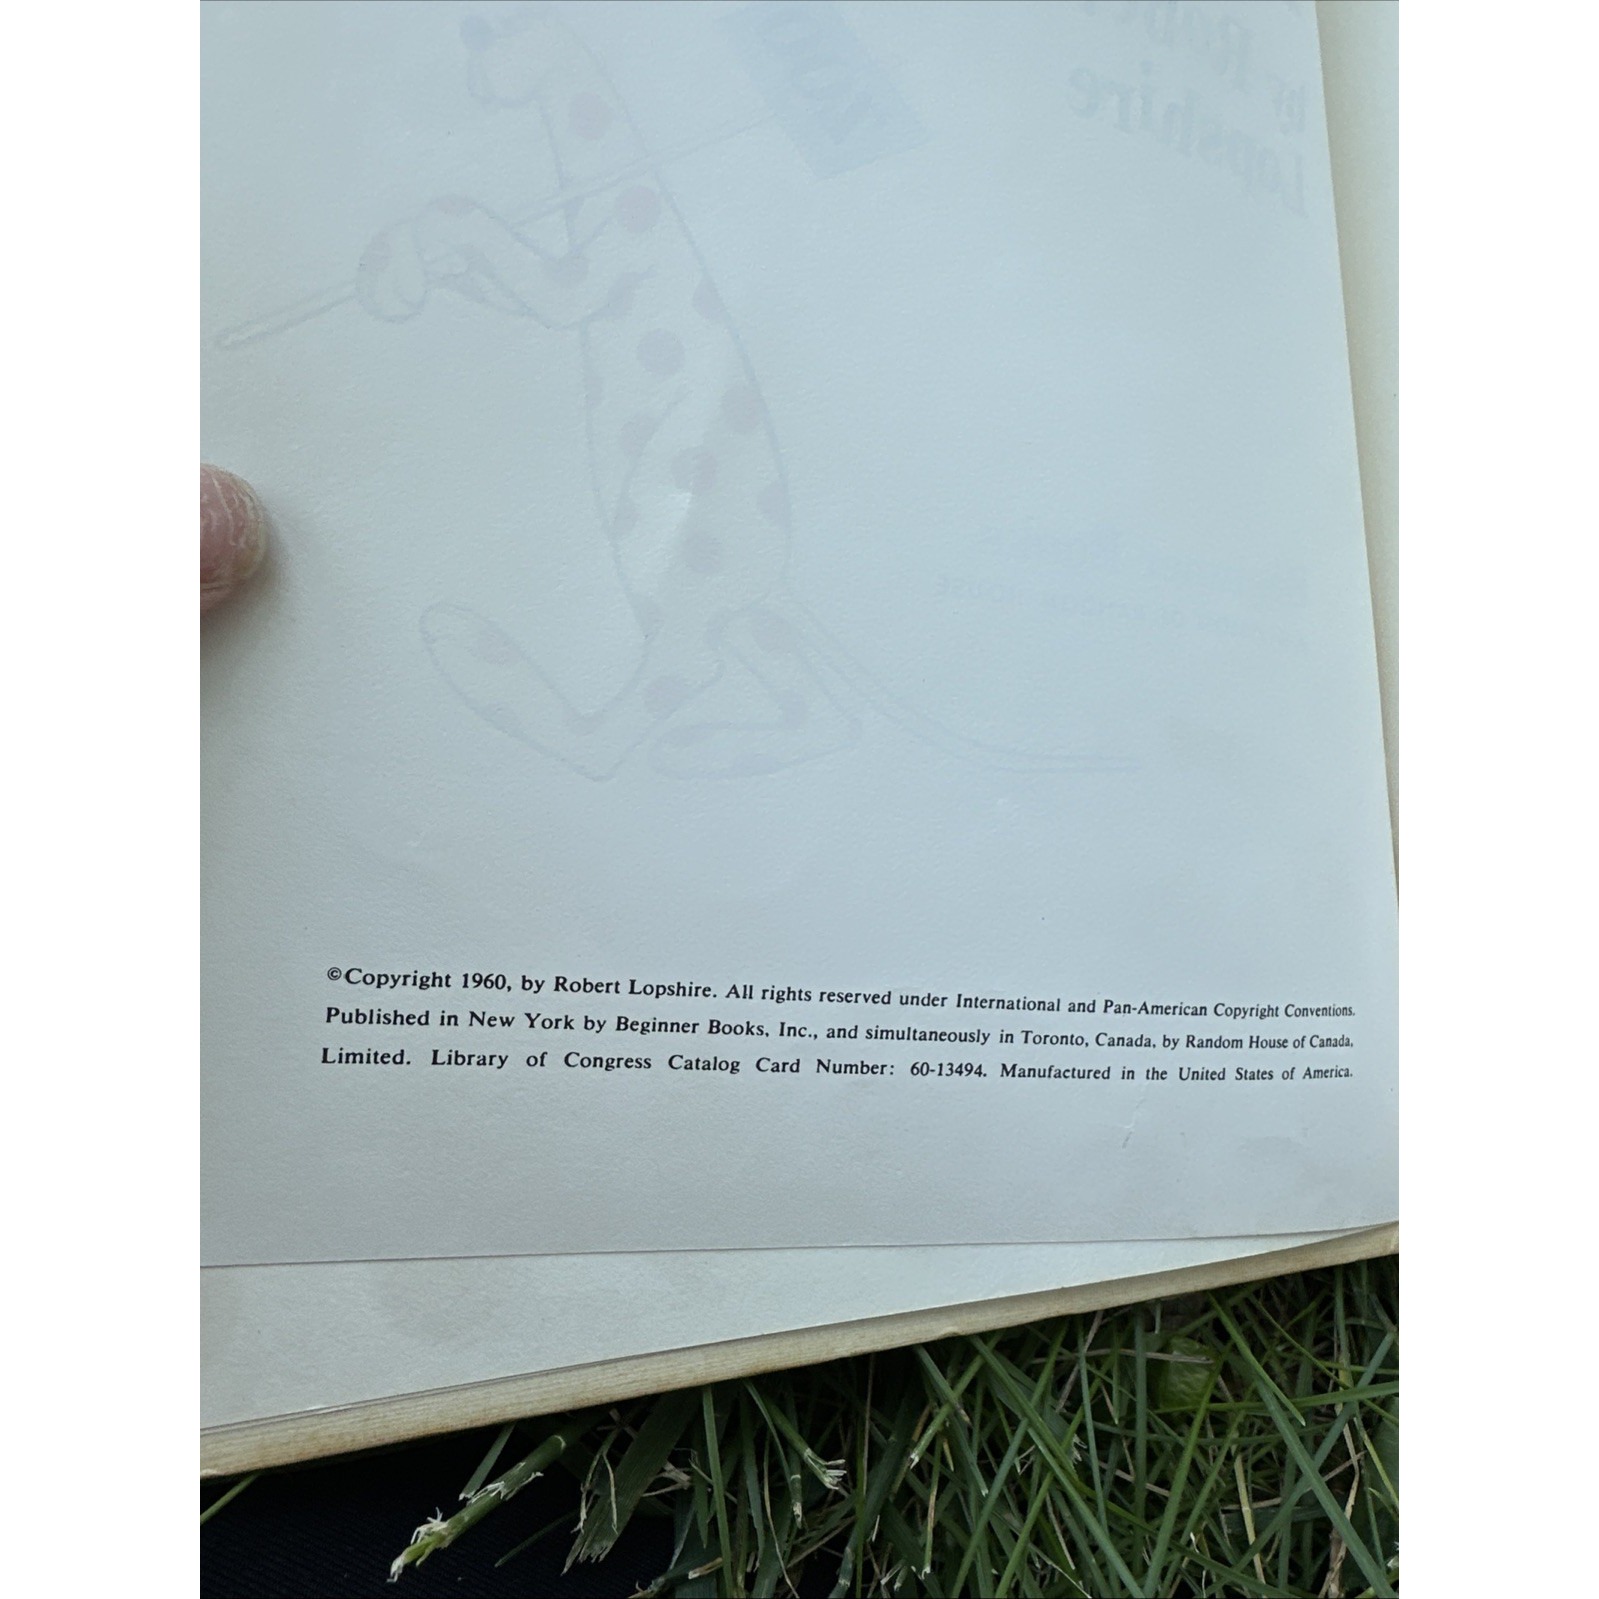 Lopshire
©Copyright 1960, by Robert Lopshire. All rights reserved under International and Pan-American Copyright Conventions.
Published in New York by Beginner Books, Inc., and simultaneously in Toronto, Canada, by Random House of Canada,
Limited. Library of Congress Catalog Card Number: 60-13494. Manufactured in the United States of America.